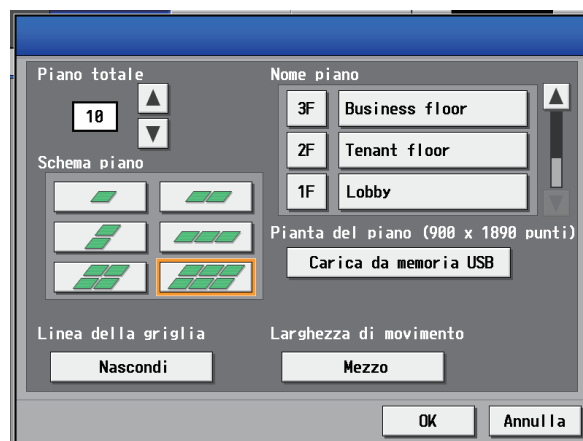 Piano totale
10
Schema piano
Nome piano
3F Business floor
2F Tenant floor
1F Lobby
Pianta del piano (900 x 1890 punti)
Carica da memoria USB
Linea della griglia
Nascondi
Larghezza di movimento
Mezzo
OK Annulla